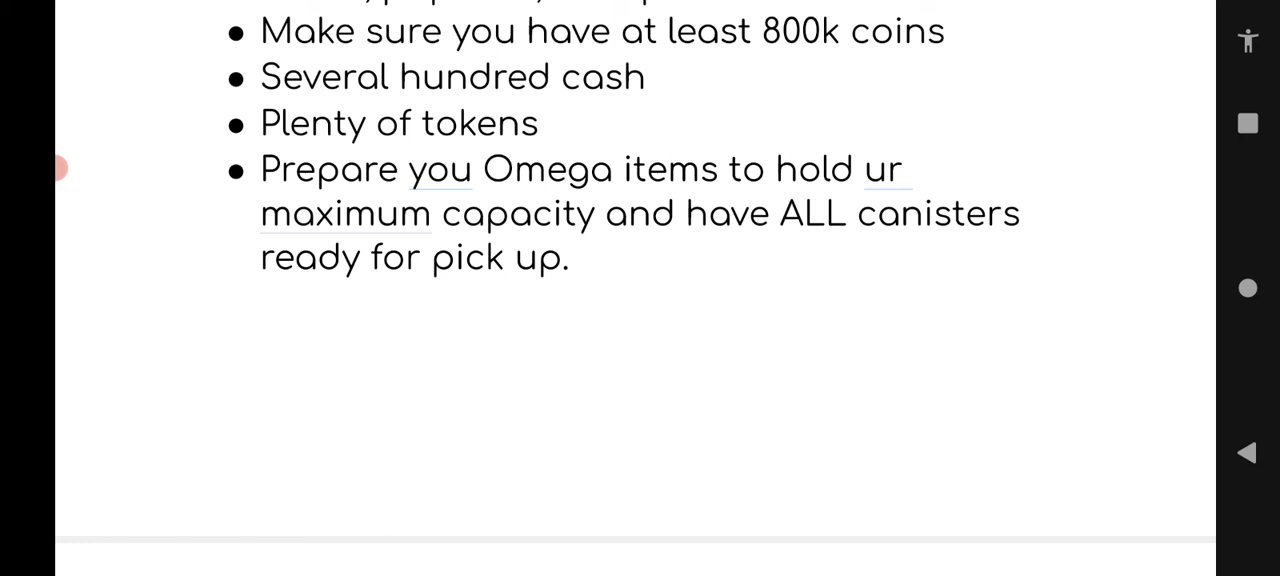 ● Make sure you have at least 800k coins
● Several hundred cash
● Plenty of tokens
● Prepare you Omega items to hold ur
maximum capacity and have ALL canisters
ready for pick up.